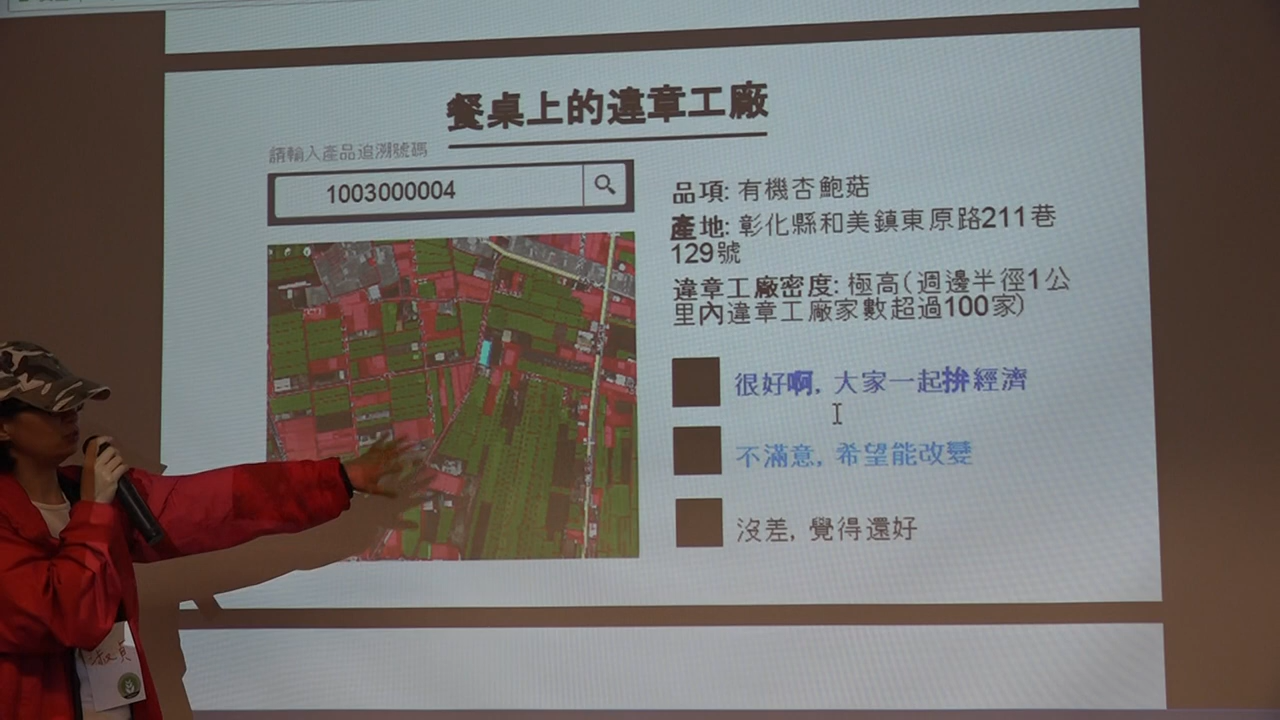 餐桌上的違章工廠
請輸入產品追溯號碼
1003000004
品項: 有機杏鮑菇
產地: 彰化縣和美鎮東原路211巷
129號
違章工廠密度: 極高(週邊半徑1公
里內違章工廠家數超過100家)
很好啊, 大家一起拚經濟
不滿意, 希望能改變
沒差, 覺得還好